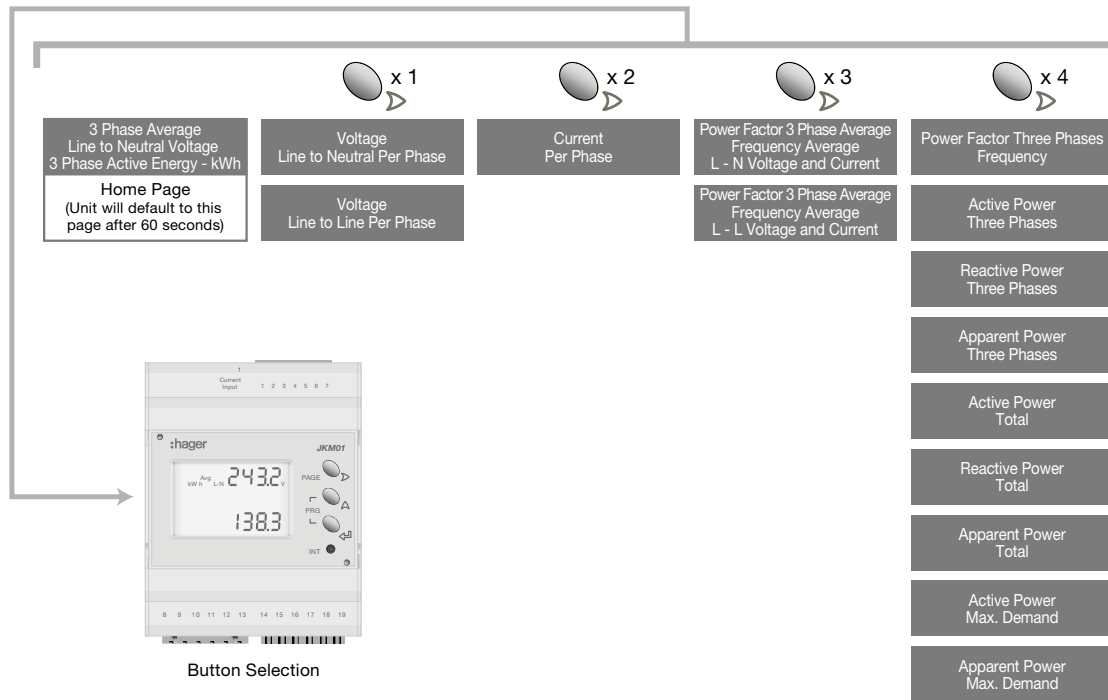 x 1
x 2
x 3
x 4
3 Phase Average
Line to Neutral Voltage
3 Phase Active Energy - kWh
Home Page
(Unit will default to this
page after 60 seconds)
Voltage
Line to Neutral Per Phase
Voltage
Line to Line Per Phase
Current
Per Phase
Power Factor 3 Phase Average
Frequency Average
L - N Voltage and Current
Power Factor 3 Phase Average
Frequency Average
L - L Voltage and Current
Power Factor Three Phases
Frequency
Active Power
Three Phases
Reactive Power
Three Phases
Apparent Power
Three Phases
Active Power
Total
Reactive Power
Total
Apparent Power
Total
Active Power
Max. Demand
Apparent Power
Max. Demand
1
Current
Input
1 2 3 4 5 6 7
:hager
JKM01
Avg
kW h L-N 243.2 V
138.3
PAGE
PRG
INT
8 9 10 11 12 13 14 15 16 17 18 19
Button Selection